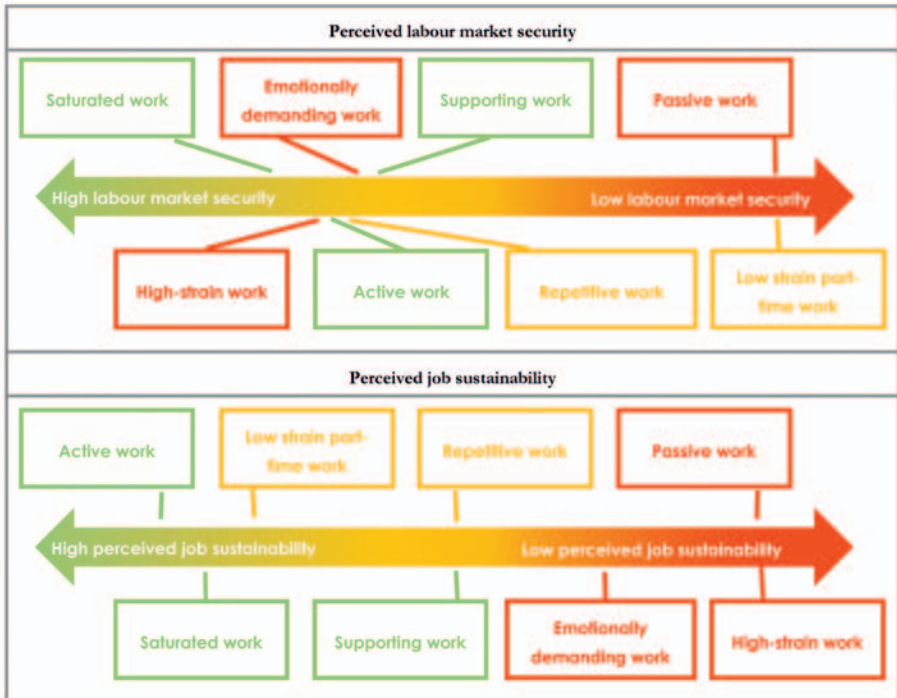 Perceived labour market security
Saturated work
Emotionally
demanding work
Supporting work
Passive work
High labour market security
Low labour market security
High-strain work
Active work
Repetitive work
Low strain part-
time work
Perceived job sustainability
Active work
Low strain part-
time work
Repetitive work
Passive work
High perceived job sustainability
Low perceived job sustainability
Saturated work
Supporting work
Emotionally
demanding work
High-strain work